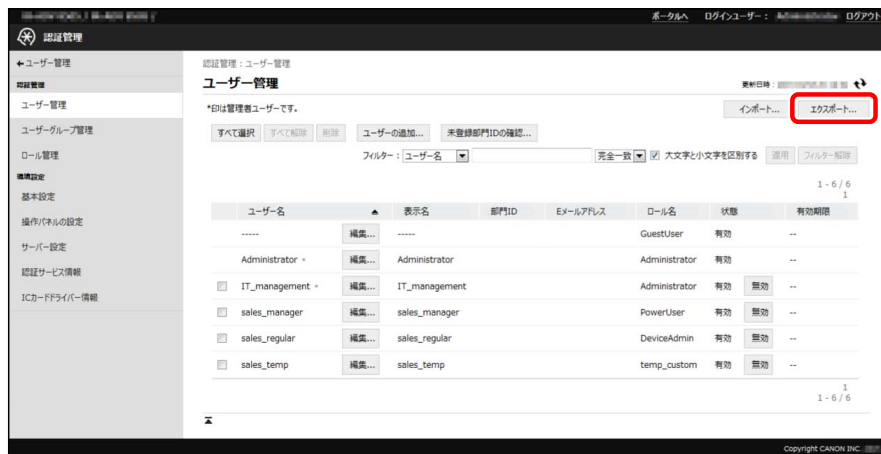 ポータルへ ログインユーザー： ログアウト
認証管理
ユーザー管理
認証管理：ユーザー管理
認証管理
ユーザー管理
更新日時：
ユーザー管理
*印は管理者ユーザーです。
インポート... エクスポート...
ユーザーグループ管理
すべて選択 すべて解除 削除 ユーザーの追加... 未登録部門IDの確認...
ロール管理
フィルター：ユーザー名 完全一致 大文字と小文字を区別する 適用 フィルター解除
環境設定
1 - 6 / 6
基本設定
1
操作パネルの設定
ユーザー名 表示名 部門ID Eメールアドレス ロール名 状態 有効期限
サーバー設定
----- 編集... ----- GuestUser 有効 --
認証サービス情報
Administrator * 編集... Administrator Administrator 有効 --
ICカードドライバー情報
IT_management * 編集... IT_management Administrator 有効 無効 --
sales_manager 編集... sales_manager PowerUser 有効 無効 --
sales_regular 編集... sales_regular DeviceAdmin 有効 無効 --
sales_temp 編集... sales_temp temp_custom 有効 無効 --
1
1 - 6 / 6
Copyright CANON INC